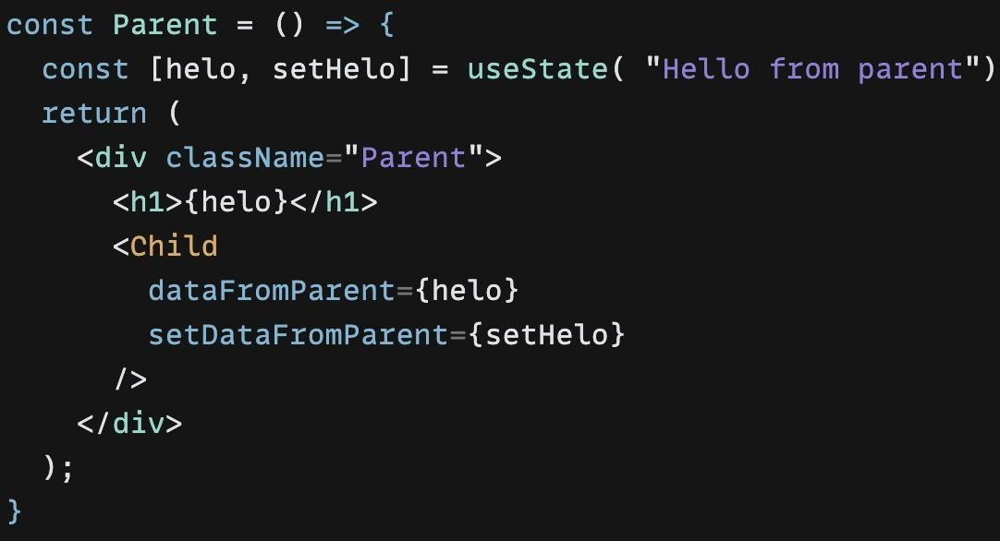 const Parent = () => {
  const [helo, setHelo] = useState( "Hello from parent")
  return (
    <div className="Parent">
      <h1>{helo}</h1>
      <Child
        dataFromParent={helo}
        setDataFromParent={setHelo}
      />
    </div>
  );
}